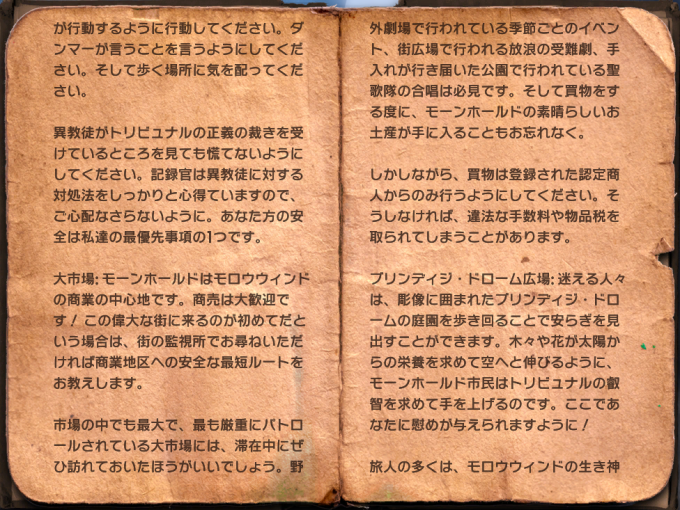 が行動するように行動してください。ダ
ンマーが言うことを言うようにしてくだ
さい。そして歩く場所に気を配ってくだ
さい。
異教徒がトリビュナルの正義の裁きを受
けているところを見ても慌てないように
してください。記録官は異教徒に対する
対処法をしっかりと心得ていますので、
ご心配なさらないように。あなた方の安
全は私達の最優先事項の1つです。
大市場: モーンホールドはモロウウィンド
の商業の中心地です。商売は大歓迎で
す！ この偉大な街に来るのが初めてだと
いう場合は、街の監視所でお尋ねいただ
ければ商業地区への安全な最短ルートを
お教えします。
市場の中でも最大で、最も厳重にパトロ
ールされている大市場には、滞在中にぜ
ひ訪れておいたほうがいいでしょう。野
外劇場で行われている季節ごとのイベン
ト、街広場で行われる放浪の受難劇、手
入れが行き届いた公園で行われている聖
歌隊の合唱は必見です。そして買物をす
る度に、モーンホールドの素晴らしいお
土産が手に入ることもお忘れなく。
しかしながら、買物は登録された認定商
人からのみ行うようにしてください。そ
うしなければ、違法な手数料や物品税を
取られてしまうことがあります。
ブリンディジ・ドローム広場: 迷える人々
は、彫像に囲まれたブリンディジ・ドロ
ームの庭園を歩き回ることで安らぎを見
出すことができます。木々や花が太陽か
らの栄養を求めて空へと伸びるように、
モーンホールド市民はトリビュナルの叡
智を求めて手を上げるのです。ここであ
なたに慰めが与えられますように！
旅人の多くは、モロウウィンドの生き神